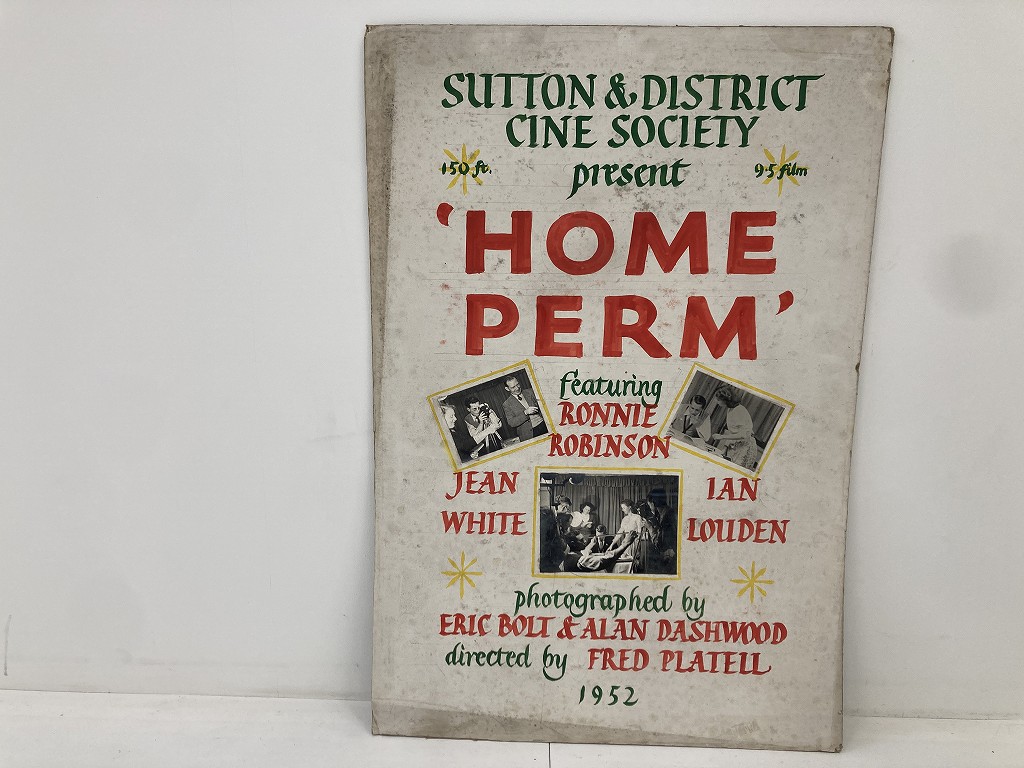 SUTTON & DISTRICT
CINE SOCIETY
150 ft. present 9·5 film
'HOME
PERM'
featuring
RONNIE
ROBINSON
JEAN
WHITE
IAN
LOUDEN
photographed by
ERIC BOLT & ALAN DASHWOOD
directed by FRED PLATELL
1952